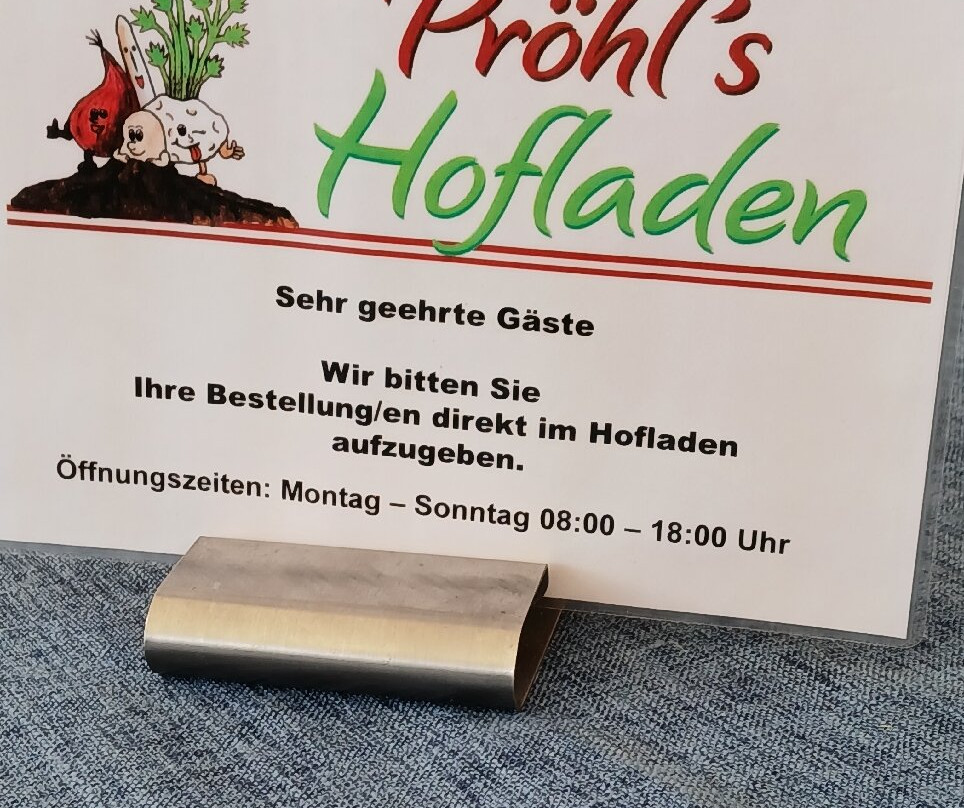 Pröhl's
Hofladen
Sehr geehrte Gäste
Wir bitten Sie
Ihre Bestellung/en direkt im Hofladen
aufzugeben.
Öffnungszeiten: Montag – Sonntag 08:00 – 18:00 Uhr